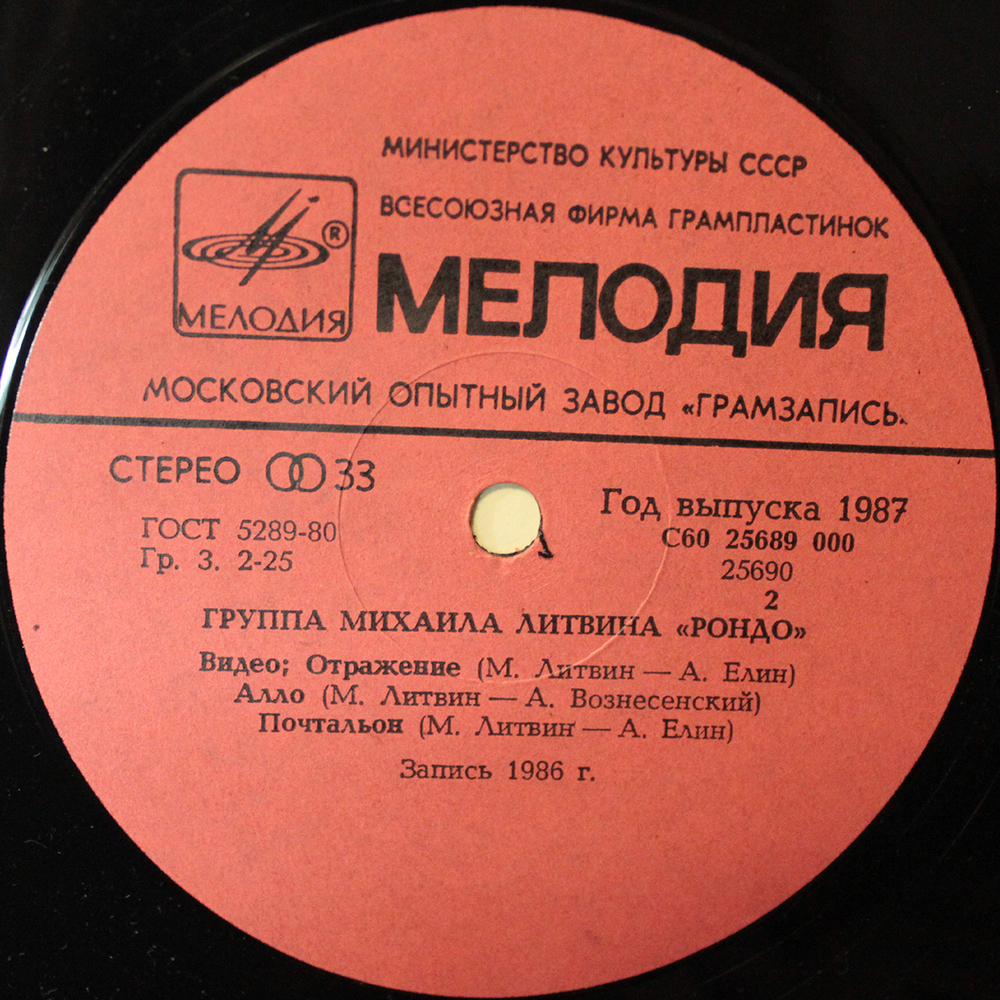 МИНИСТЕРСТВО КУЛЬТУРЫ СССР
ВСЕСОЮЗНАЯ ФИРМА ГРАМПЛАСТИНОК
®
МЕЛОДИЯ
МЕЛОДИЯ
МОСКОВСКИЙ ОПЫТНЫЙ ЗАВОД «ГРАМЗАПИСЬ»
СТЕРЕО 33
Год выпуска 1987
ГОСТ 5289-80
С60 25689 000
Гр. 3. 2-25
25690
2
ГРУППА МИХАИЛА ЛИТВИНА «РОНДО»
Видео; Отражение (М. Литвин — А. Елин)
Алло (М. Литвин — А. Вознесенский)
Почтальон (М. Литвин — А. Елин)
Запись 1986 г.